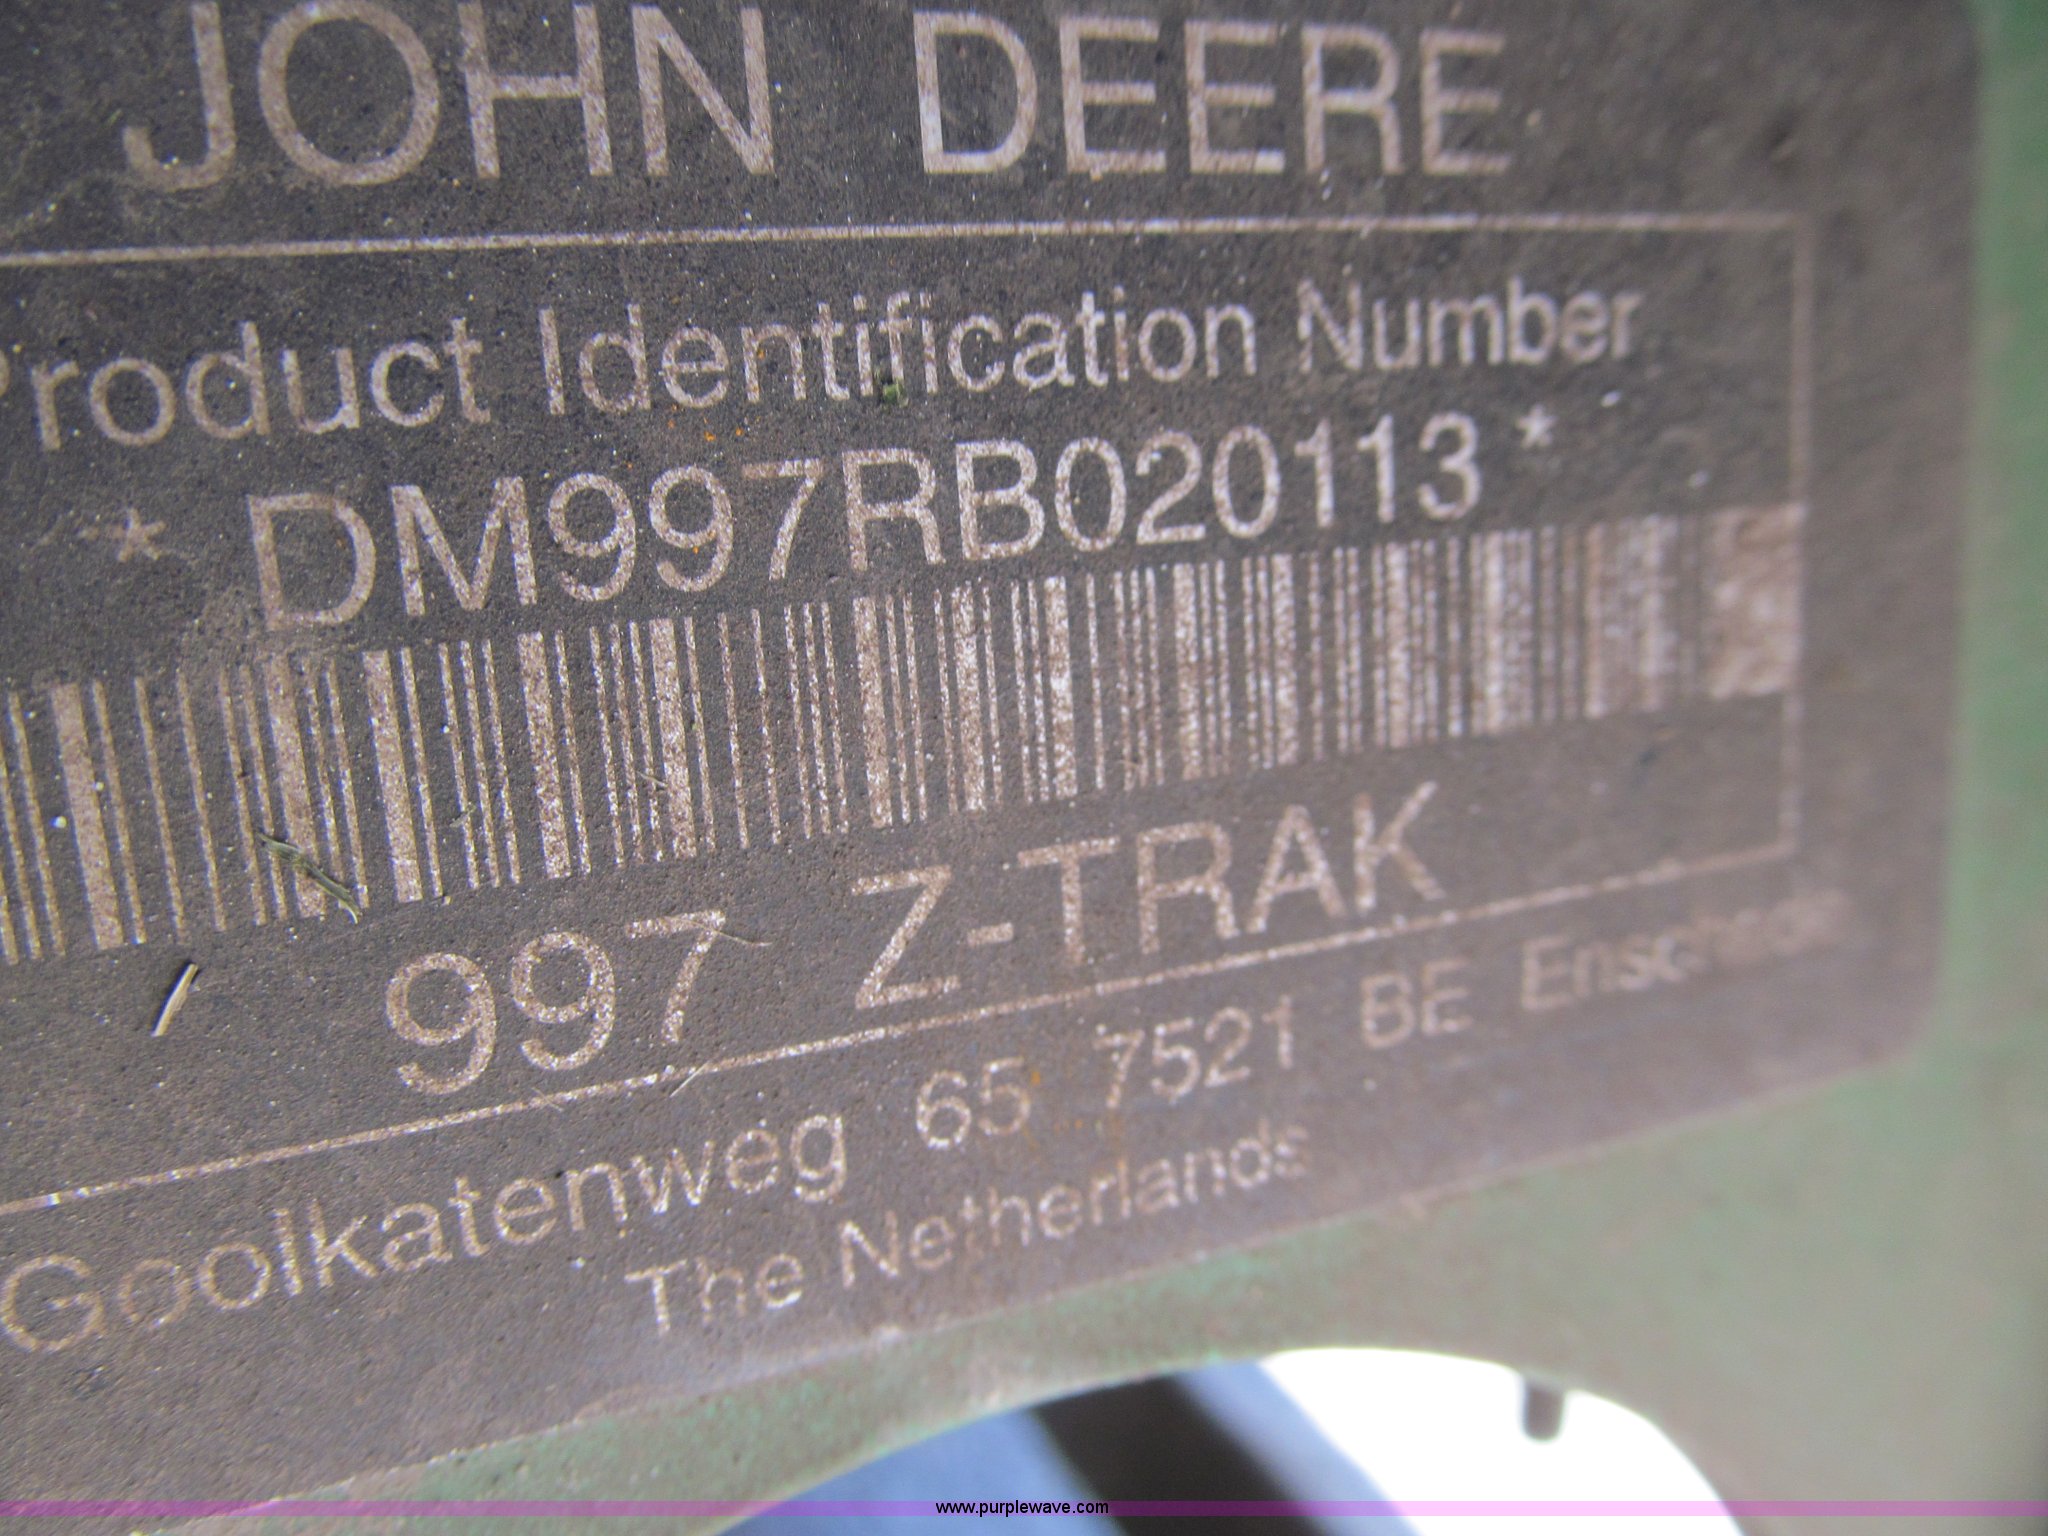 JOHN DEERE
Product Identification Number
* DM997RB020113 *
997 Z-TRAK
Goolkatenweg 65 7521 BE Enschede
The Netherlands
www.purplewave.com